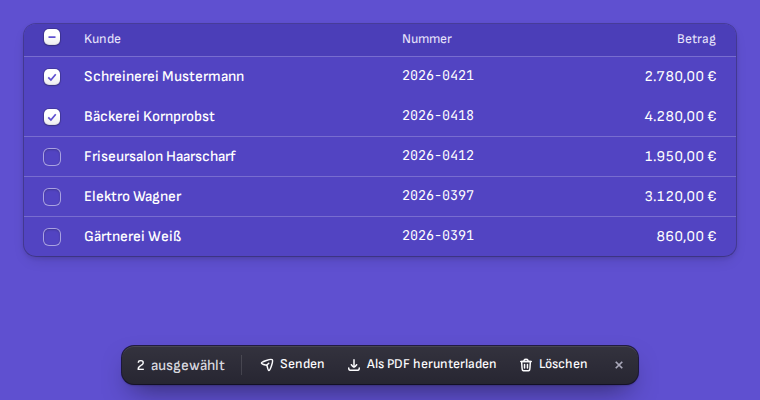 Kunde Nummer Betrag
Schreinerei Mustermann 2026-0421 2.780,00 €
Bäckerei Kornprobst 2026-0418 4.280,00 €
Friseursalon Haarscharf 2026-0412 1.950,00 €
Elektro Wagner 2026-0397 3.120,00 €
Gärtnerei Weiß 2026-0391 860,00 €
2 ausgewählt Senden Als PDF herunterladen Löschen